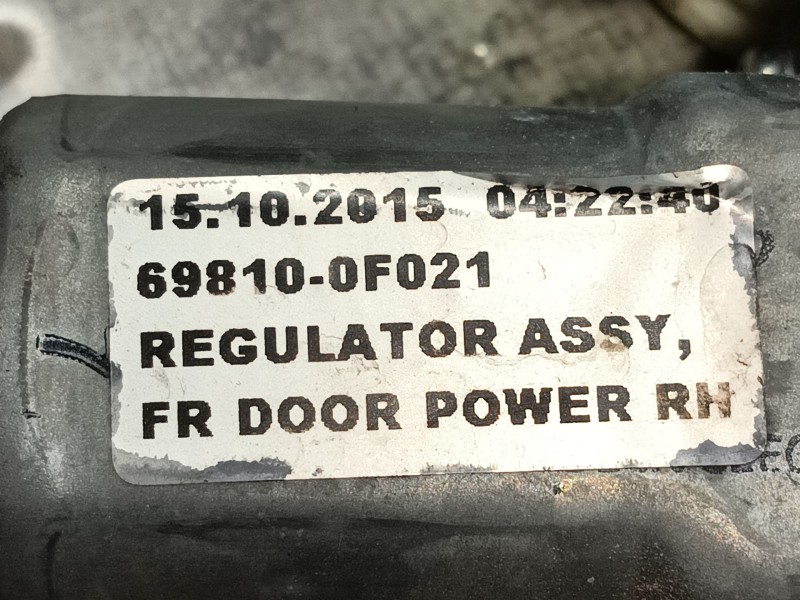 15.10.2015 04:22:40
69810-0F021
REGULATOR ASSY,
FR DOOR POWER RH